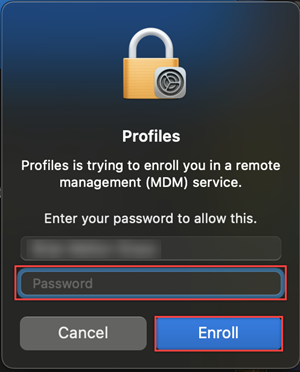 Profiles
Profiles is trying to enroll you in a remote
management (MDM) service.
Enter your password to allow this.
Password
Cancel
Enroll